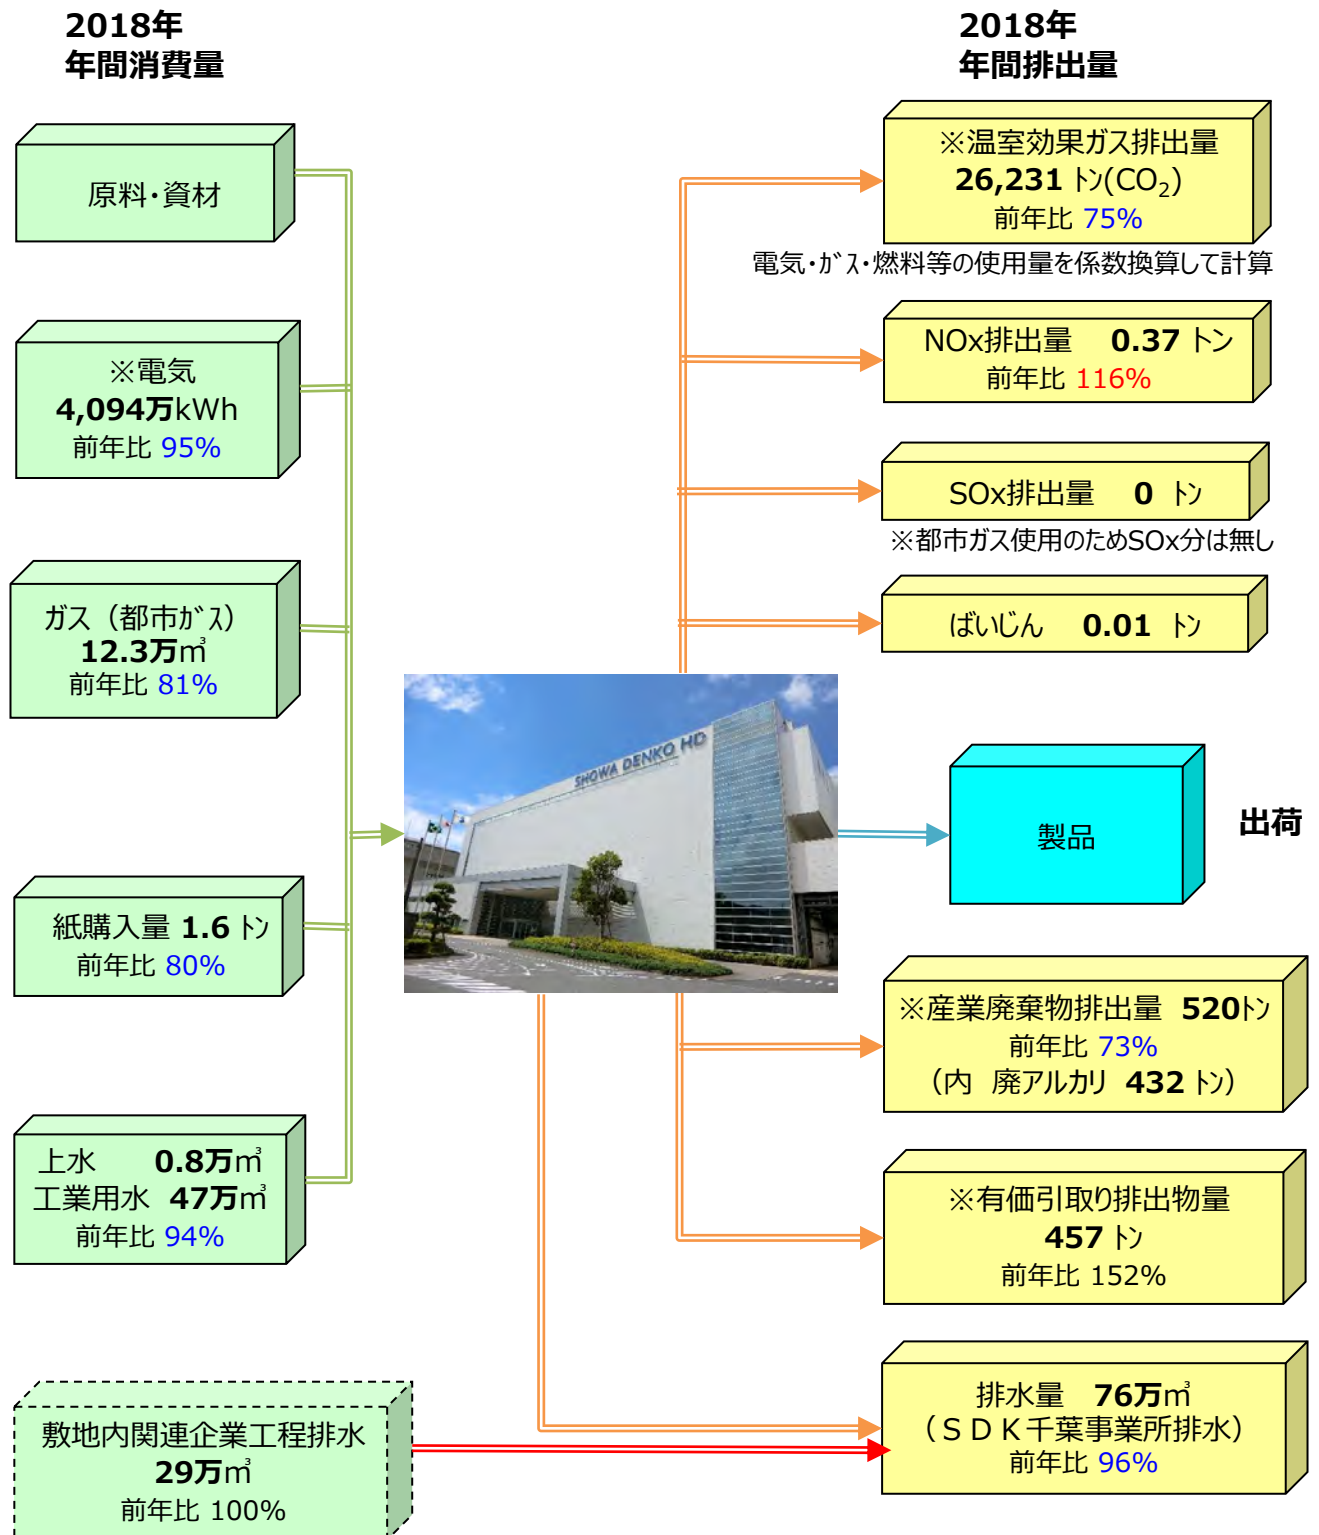 2018年
年間消費量
原料・資材
※電気
4,094万kWh
前年比 95%
ガス（都市ｶﾞｽ）
12.3万㎥
前年比 81%
紙購入量 1.6 ﾄﾝ
前年比 80%
上水 0.8万㎥
工業用水 47万㎥
前年比 94%
敷地内関連企業工程排水
29万㎥
前年比 100%
SHOWA DENKO HD
2018年
年間排出量
※温室効果ガス排出量
26,231 ﾄﾝ(CO₂)
前年比 75%
電気・ｶﾞｽ・燃料等の使用量を係数換算して計算
NOx排出量 0.37 ﾄﾝ
前年比 116%
SOx排出量 0 ﾄﾝ
※都市ガス使用のためSOx分は無し
ばいじん 0.01 ﾄﾝ
製品
出荷
※産業廃棄物排出量 520ﾄﾝ
前年比 73%
（内 廃アルカリ 432 ﾄﾝ）
※有価引取り排出物量
457 ﾄﾝ
前年比 152%
排水量 76万㎥
（ＳＤＫ千葉事業所排水）
前年比 96%